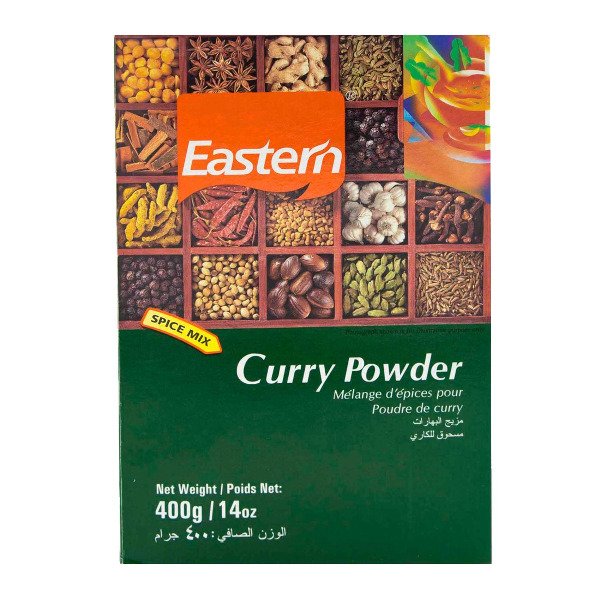 ®
Eastern
SPICE MIX
Curry Powder
Mélange d'épices pour
Poudre de curry
مزيج البهارات
مسحوق للكاري
Net Weight / Poids Net:
400g / 14oz
الوزن الصافي: ٤٠٠ جرام